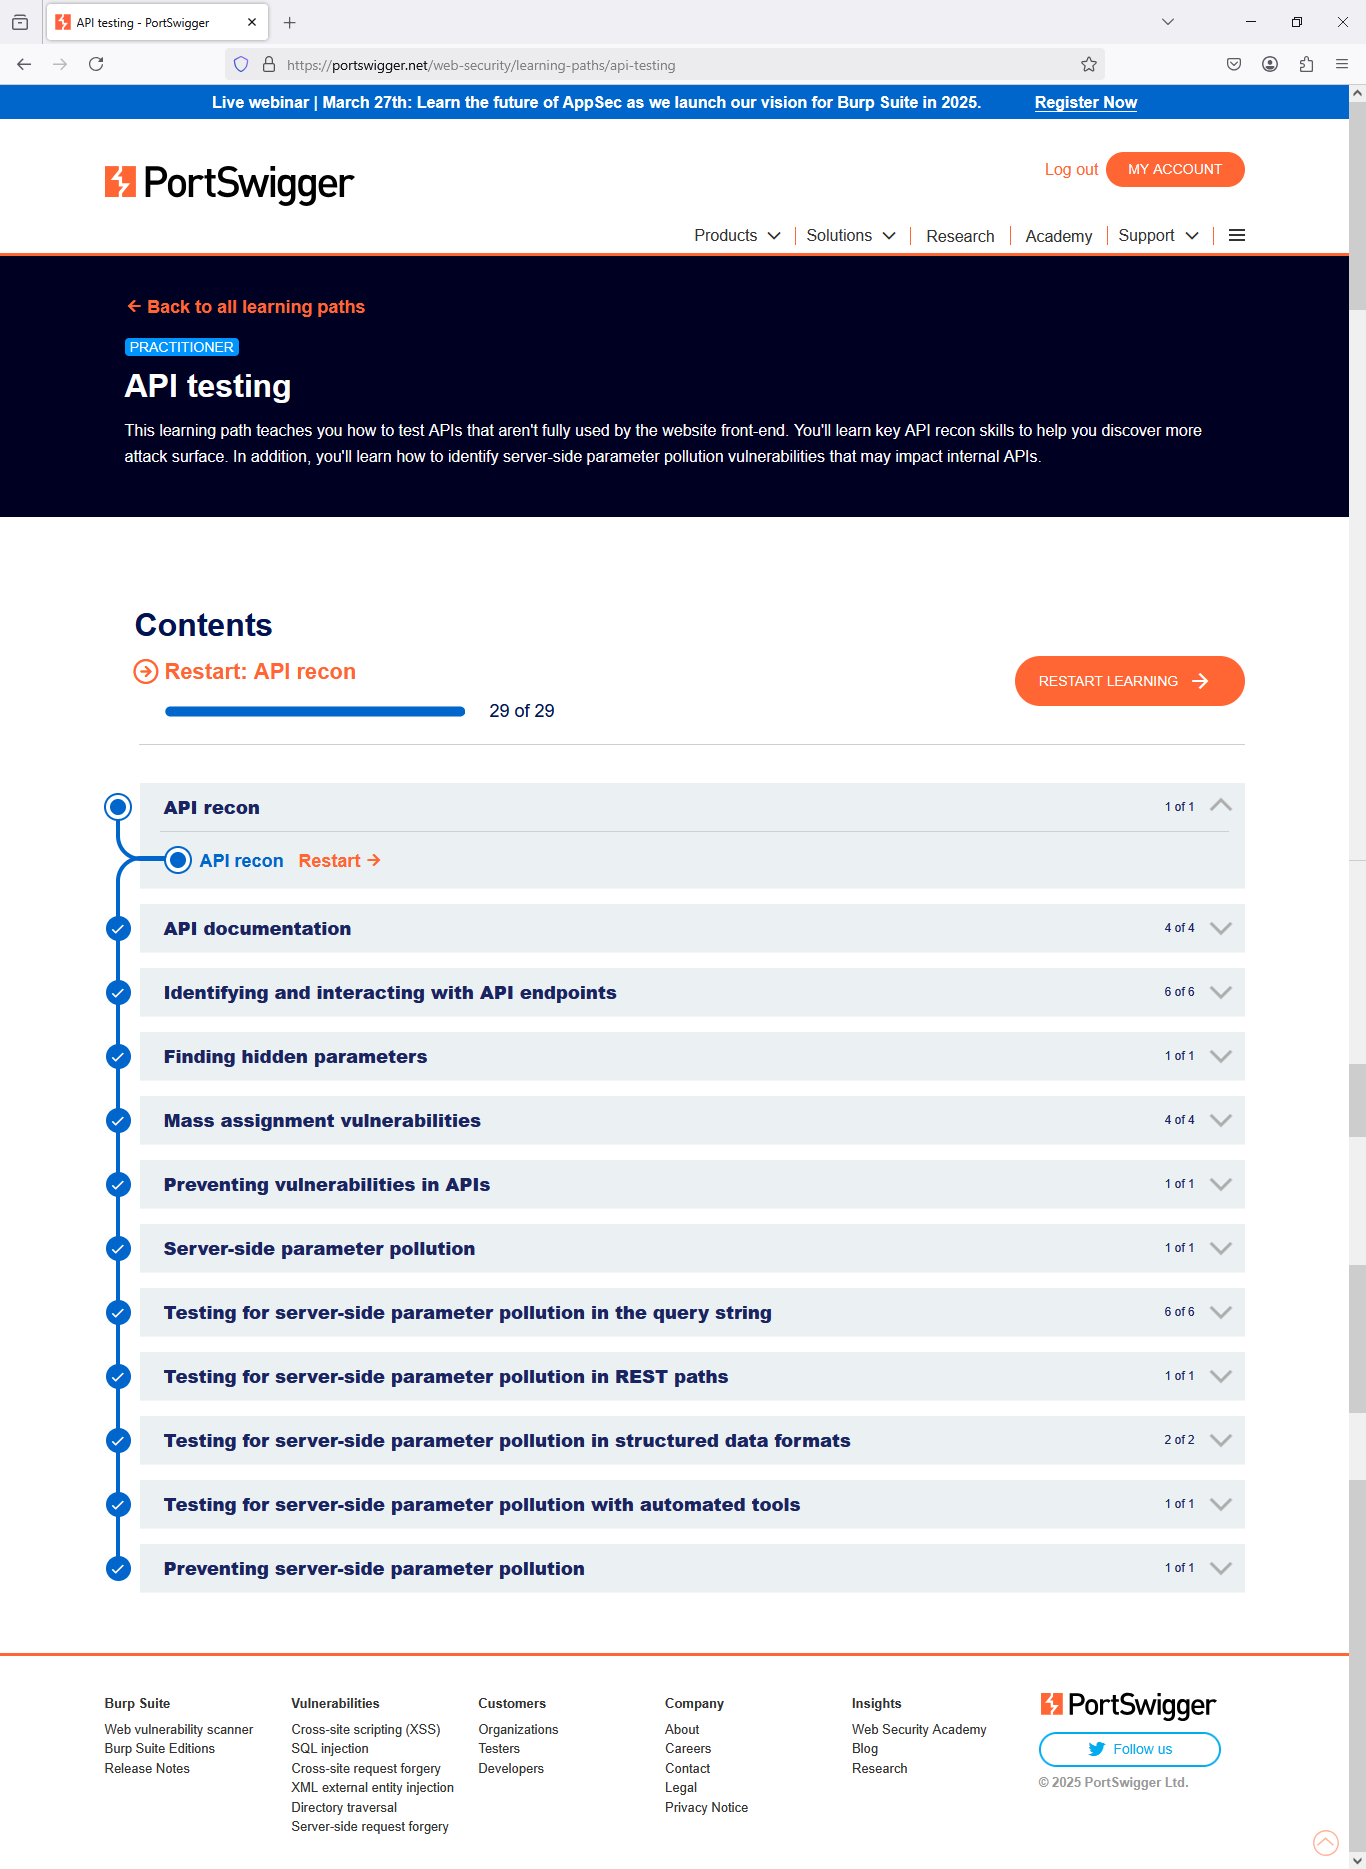 API testing - PortSwigger
https://portswigger.net/web-security/learning-paths/api-testing
Live webinar | March 27th: Learn the future of AppSec as we launch our vision for Burp Suite in 2025. Register Now
PortSwigger
Log out MY ACCOUNT
Products Solutions Research Academy Support
Back to all learning paths
PRACTITIONER
API testing
This learning path teaches you how to test APIs that aren't fully used by the website front-end. You'll learn key API recon skills to help you discover more
attack surface. In addition, you'll learn how to identify server-side parameter pollution vulnerabilities that may impact internal APIs.
Contents
Restart: API recon
RESTART LEARNING
29 of 29
API recon 1 of 1
API recon Restart
API documentation 4 of 4
Identifying and interacting with API endpoints 6 of 6
Finding hidden parameters 1 of 1
Mass assignment vulnerabilities 4 of 4
Preventing vulnerabilities in APIs 1 of 1
Server-side parameter pollution 1 of 1
Testing for server-side parameter pollution in the query string 6 of 6
Testing for server-side parameter pollution in REST paths 1 of 1
Testing for server-side parameter pollution in structured data formats 2 of 2
Testing for server-side parameter pollution with automated tools 1 of 1
Preventing server-side parameter pollution 1 of 1
Burp Suite
Web vulnerability scanner
Burp Suite Editions
Release Notes
Vulnerabilities
Cross-site scripting (XSS)
SQL injection
Cross-site request forgery
XML external entity injection
Directory traversal
Server-side request forgery
Customers
Organizations
Testers
Developers
Company
About
Careers
Contact
Legal
Privacy Notice
Insights
Web Security Academy
Blog
Research
PortSwigger
Follow us
© 2025 PortSwigger Ltd.